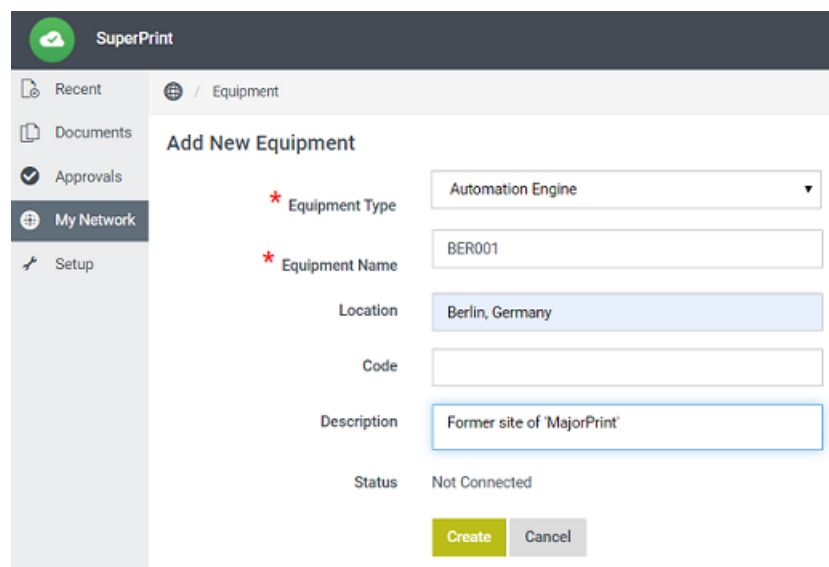 SuperPrint
Recent
/ Equipment
Documents
Add New Equipment
Approvals
* Equipment Type Automation Engine
My Network
* Equipment Name BER001
Setup
Location Berlin, Germany
Code
Description Former site of 'MajorPrint'
Status Not Connected
Create Cancel